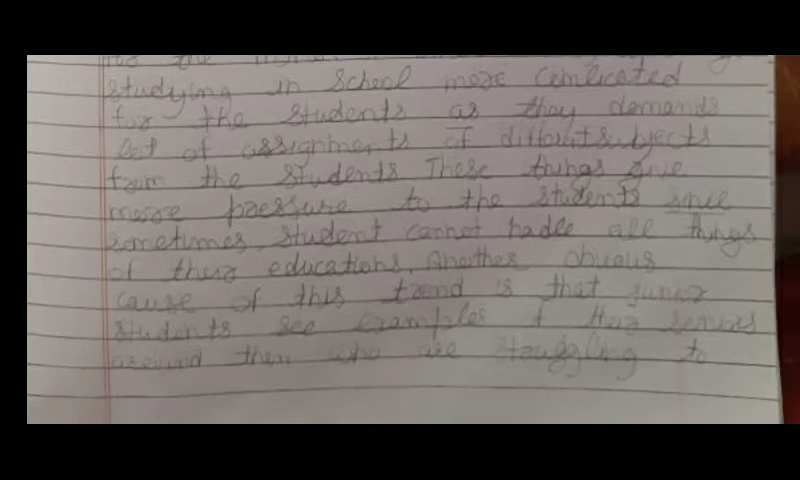 for the
studying in school more comlicated
for the students as they demands
lot of assignments of different subjects
from the students These things give
more pressure to the students since
sometimes student cannot hadle all things
of their educations. Another obvious
cause of this trend is that junior
students see examples of their seniors
around them who are struggling to